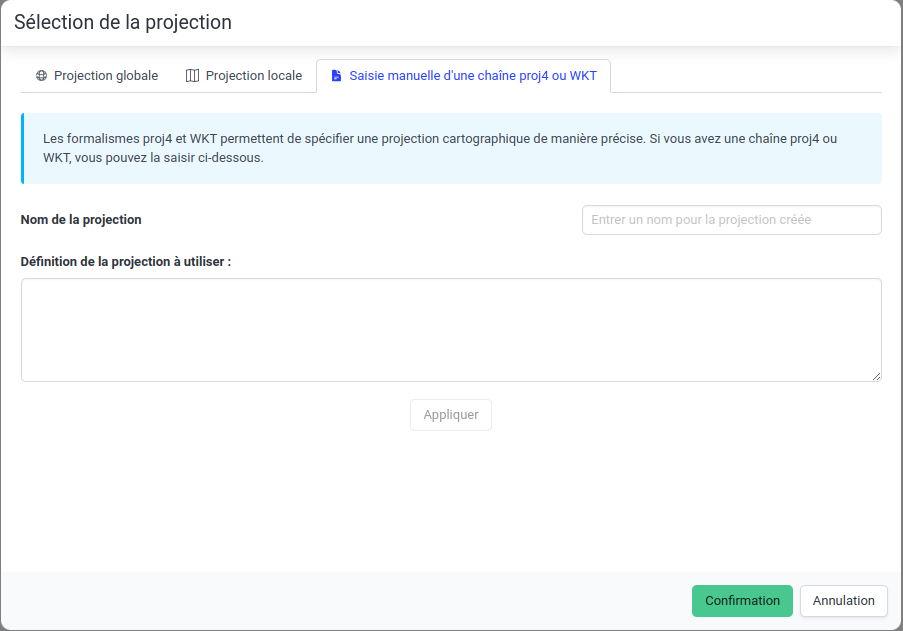 Sélection de la projection
Projection globale
Projection locale
Saisie manuelle d'une chaîne proj4 ou WKT
Les formalismes proj4 et WKT permettent de spécifier une projection cartographique de manière précise. Si vous avez une chaîne proj4 ou
WKT, vous pouvez la saisir ci-dessous.
Nom de la projection
Entrer un nom pour la projection créée
Définition de la projection à utiliser :
Appliquer
Confirmation
Annulation